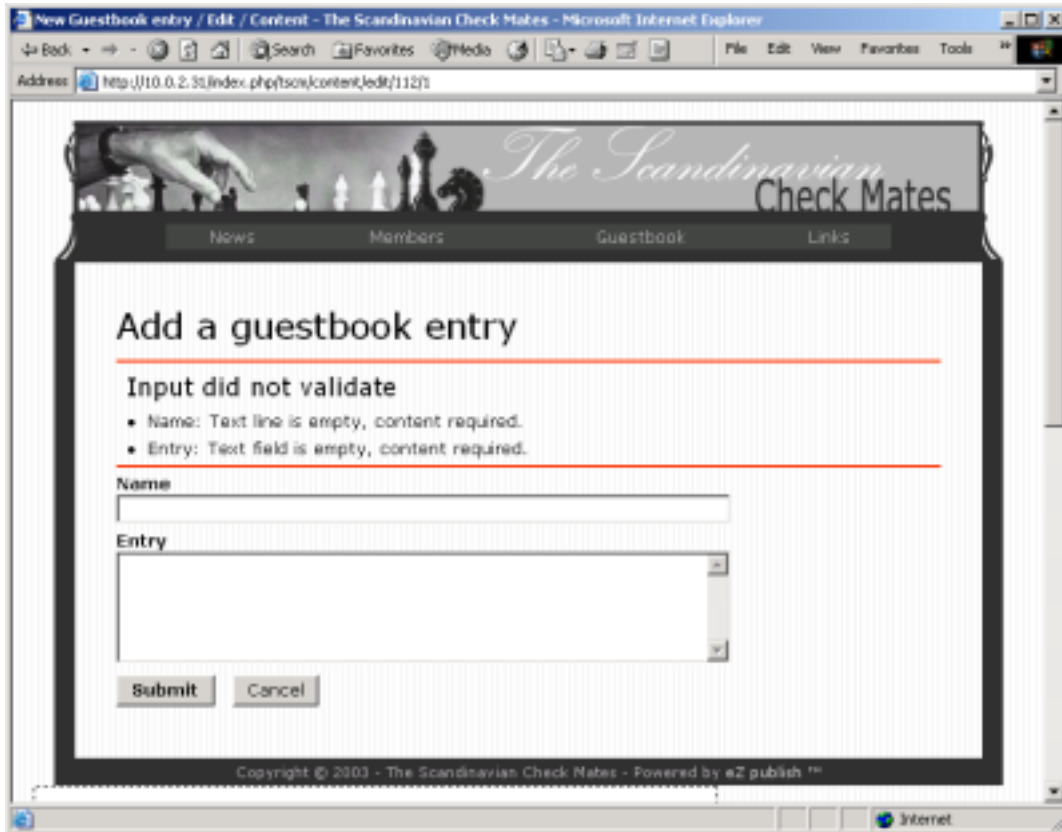 New Guestbook entry / Edit / Content - The Scandinavian Check Mates - Microsoft Internet Explorer
Back Search Favorites Media File Edit View Favorites Tools »
Address http://10.0.2.31/index.php/tscm/content/edit/112/1
The Scandinavian
Check Mates
News Members Guestbook Links
Add a guestbook entry
Input did not validate
• Name: Text line is empty, content required.
• Entry: Text field is empty, content required.
Name
Entry
Submit Cancel
Copyright © 2003 - The Scandinavian Check Mates - Powered by eZ publish ™
Internet